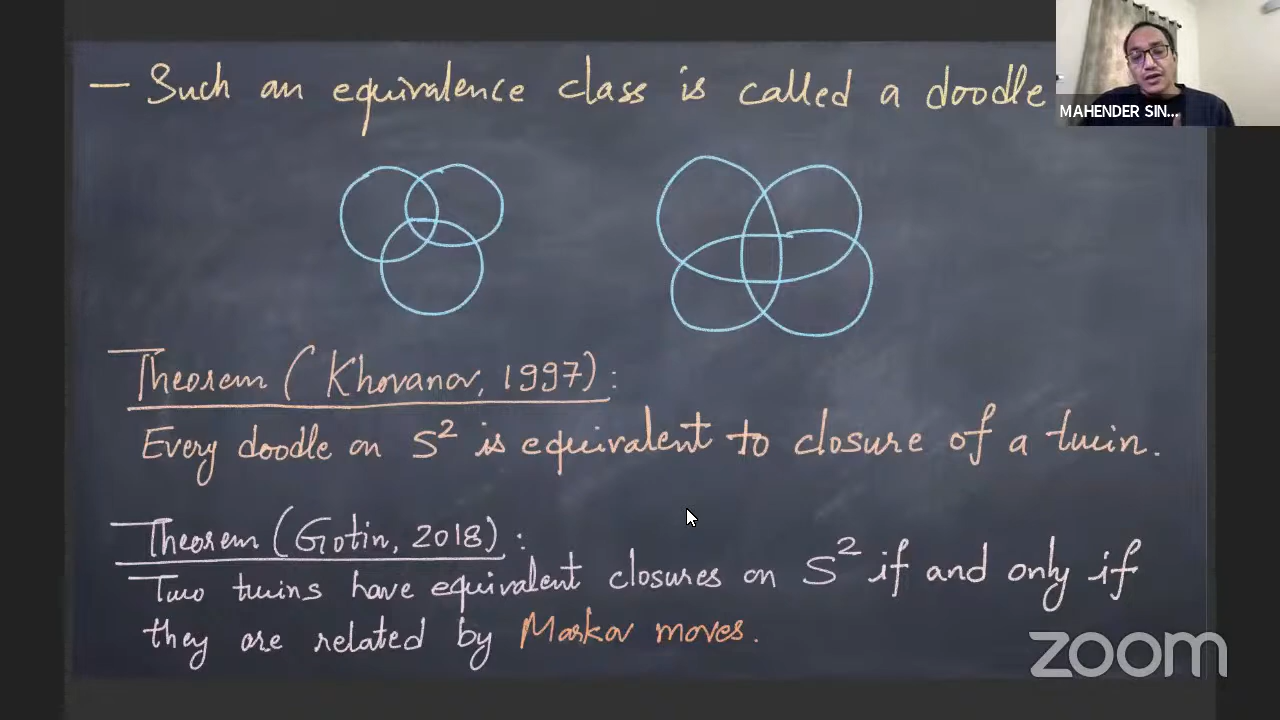 — Such an equivalence class is called a doodle
MAHENDER SIN...
Theorem (Khovanov, 1997):
Every doodle on S² is equivalent to closure of a twin.
Theorem (Gotin, 2018):
Two twins have equivalent closures on S² if and only if
they are related by Markov moves.
zoom